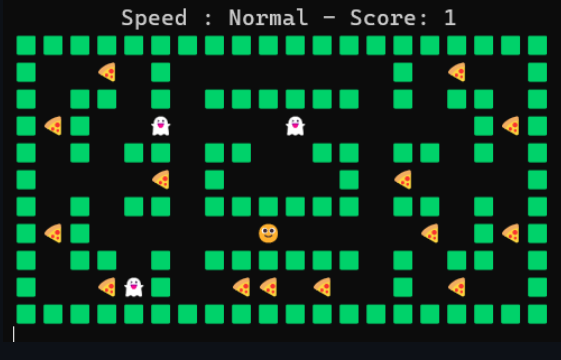 Speed : Normal - Score: 1